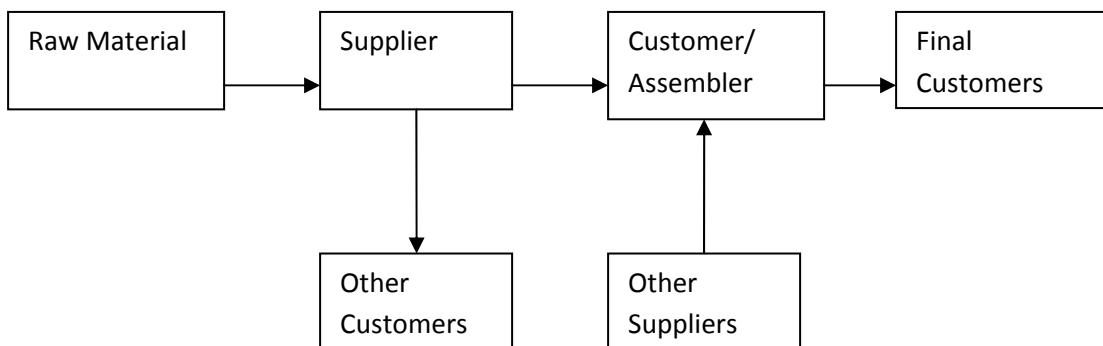 Raw Material
Supplier
Customer/
Assembler
Final
Customers
Other
Customers
Other
Suppliers